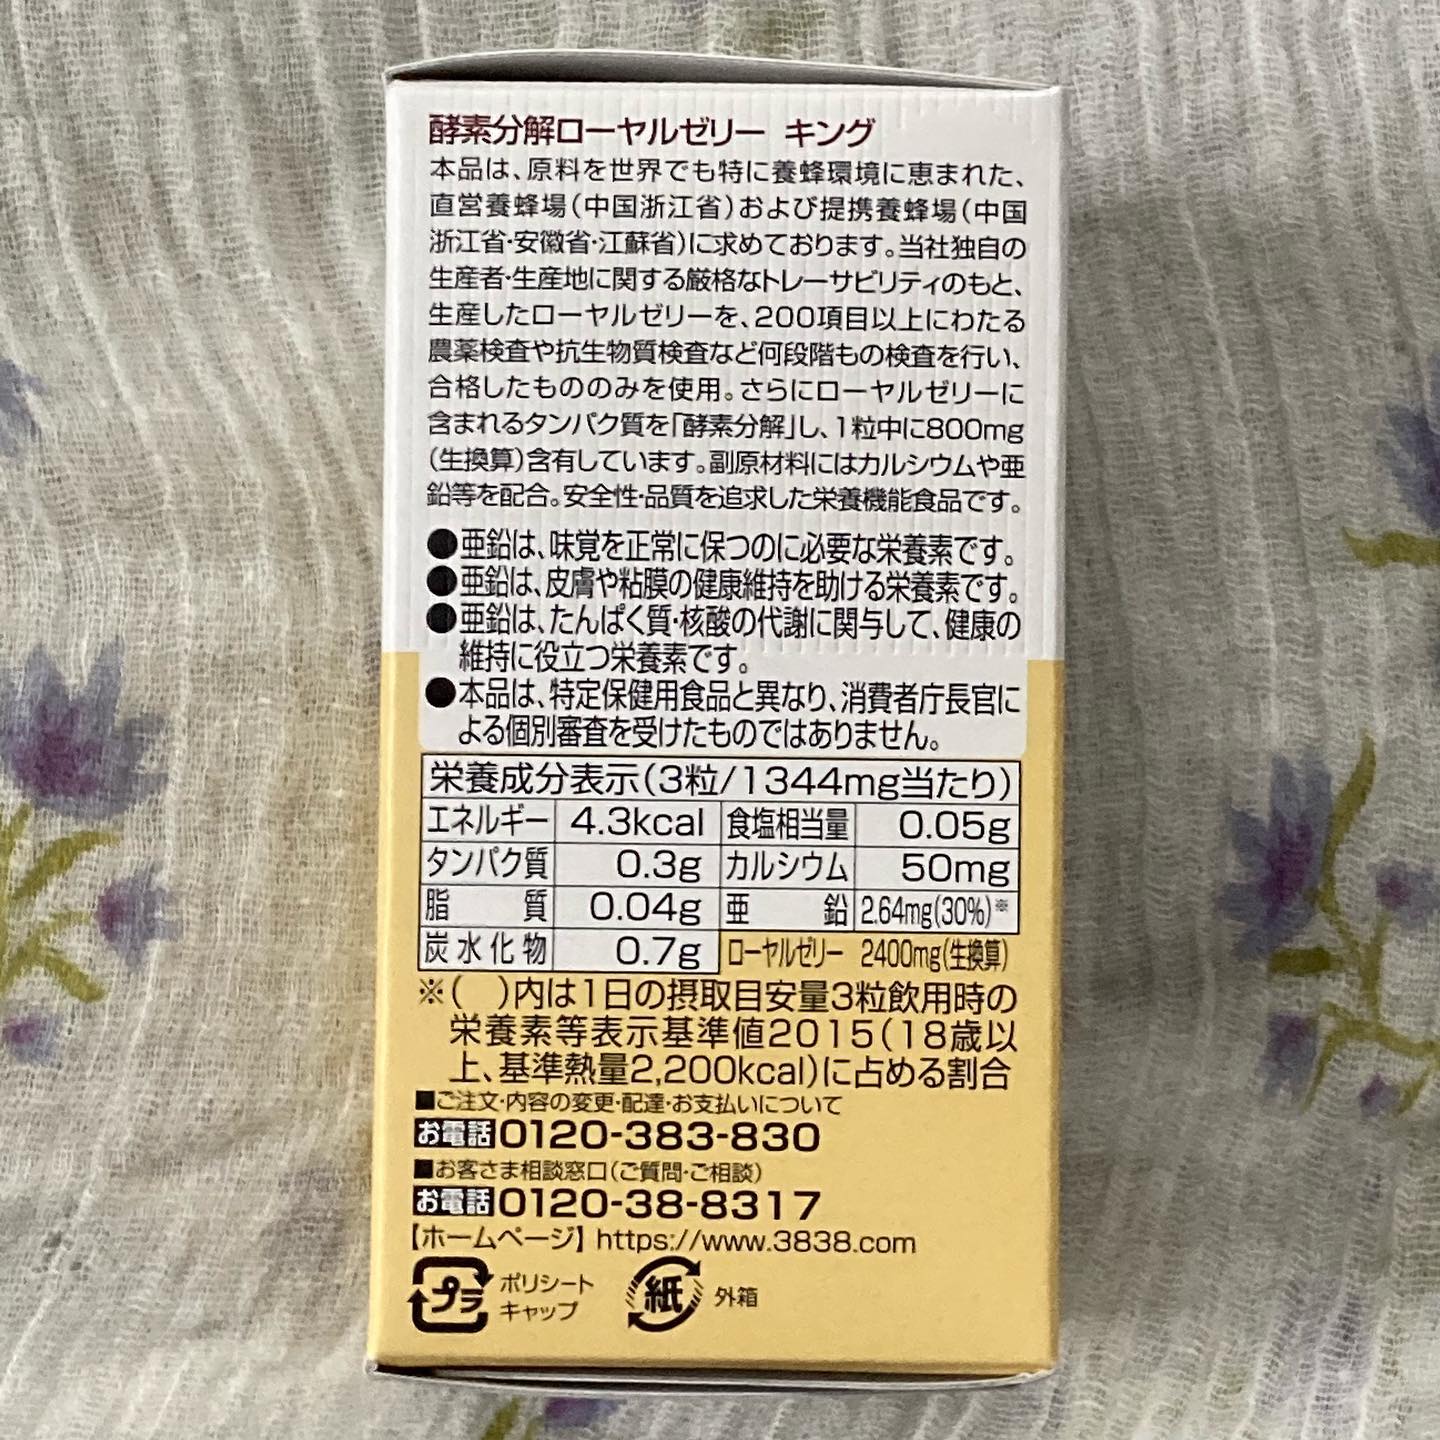 酵素分解ローヤルゼリー キング
本品は、原料を世界でも特に養蜂環境に恵まれた、
直営養蜂場(中国浙江省)および提携養蜂場(中国
浙江省・安徽省・江蘇省)に求めております。当社独自の
生産者・生産地に関する厳格なトレーサビリティのもと、
生産したローヤルゼリーを、200項目以上にわたる
農薬検査や抗生物質検査など何段階もの検査を行い、
合格したもののみを使用。さらにローヤルゼリーに
含まれるタンパク質を「酵素分解」し、1粒中に800mg
(生換算)含有しています。副原材料にはカルシウムや亜
鉛等を配合。安全性・品質を追求した栄養機能食品です。
●亜鉛は、味覚を正常に保つのに必要な栄養素です。
●亜鉛は、皮膚や粘膜の健康維持を助ける栄養素です。
●亜鉛は、たんぱく質・核酸の代謝に関与して、健康の
維持に役立つ栄養素です。
●本品は、特定保健用食品と異なり、消費者庁長官に
よる個別審査を受けたものではありません。
栄養成分表示(3粒/1344mg当たり)
エネルギー 4.3kcal 食塩相当量 0.05g
タンパク質 0.3g カルシウム 50mg
脂質 0.04g 亜鉛 2.64mg(30%)※
炭水化物 0.7g ローヤルゼリー 2400mg(生換算)
※( )内は1日の摂取目安量3粒飲用時の
栄養素等表示基準値2015(18歳以
上、基準熱量2,200kcal)に占める割合
■ご注文・内容の変更・配達・お支払いについて
お電話0120-383-830
■お客さま相談窓口(ご質問・ご相談)
お電話0120-38-8317
【ホームページ】https://www.3838.com
プラ ポリシート 紙 外箱
キャップ